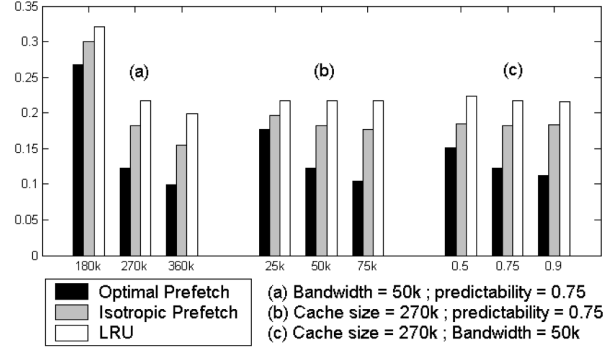 0.35
0.3
0.25
0.2
0.15
0.1
0.05
0
(a) (b) (c)
180k 270k 360k 25k 50k 75k 0.5 0.75 0.9
Optimal Prefetch
Isotropic Prefetch
LRU
(a) Bandwidth = 50k ; predictability = 0.75
(b) Cache size = 270k ; predictability = 0.75
(c) Cache size = 270k ; Bandwidth = 50k